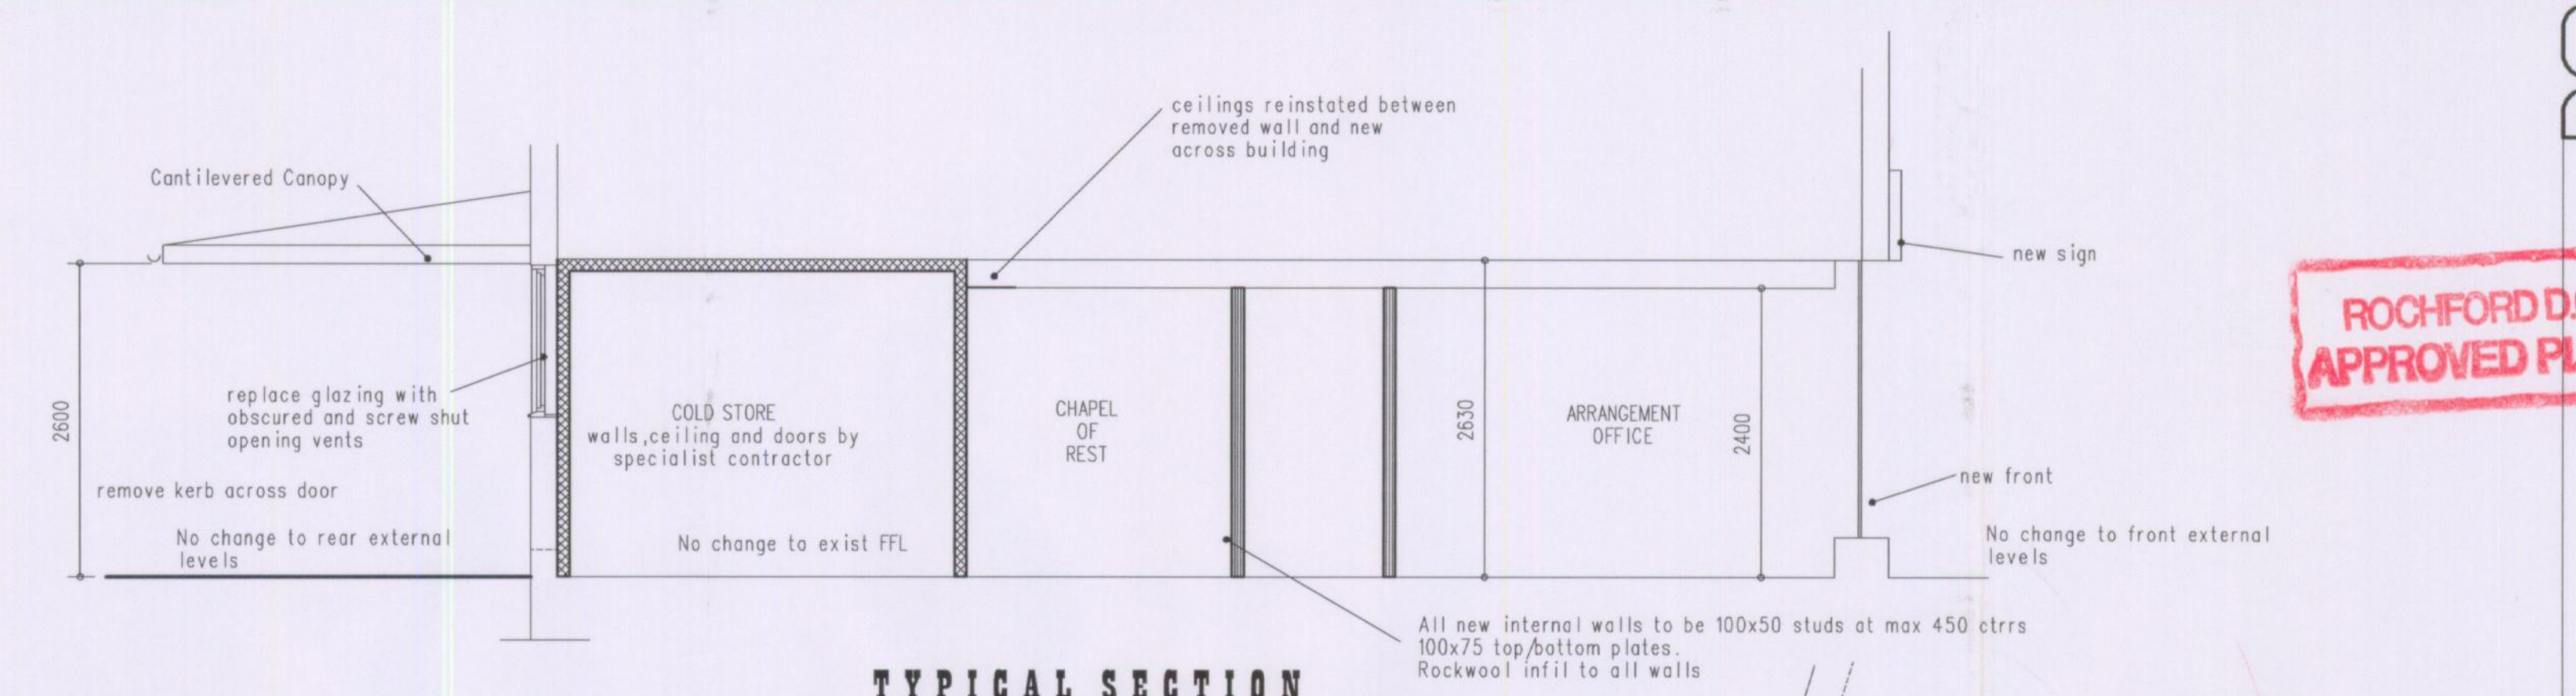 ceilings reinstated between
removed wall and new
across building
Cantilevered Canopy
new sign
ROCHFORD D.
APPROVED
replace glazing with
obscured and screw shut
opening vents
2600
COLD STORE
walls,ceiling and doors by
specialist contractor
CHAPEL
OF
REST
2630
ARRANGEMENT
OFFICE
2400
remove kerb across door
new front
No change to rear external
levels
No change to exist FFL
No change to front external
levels
All new internal walls to be 100x50 studs at max 450 ctrrs
100x75 top/bottom plates.
Rockwool infil to all walls
TYPICAL SECTION